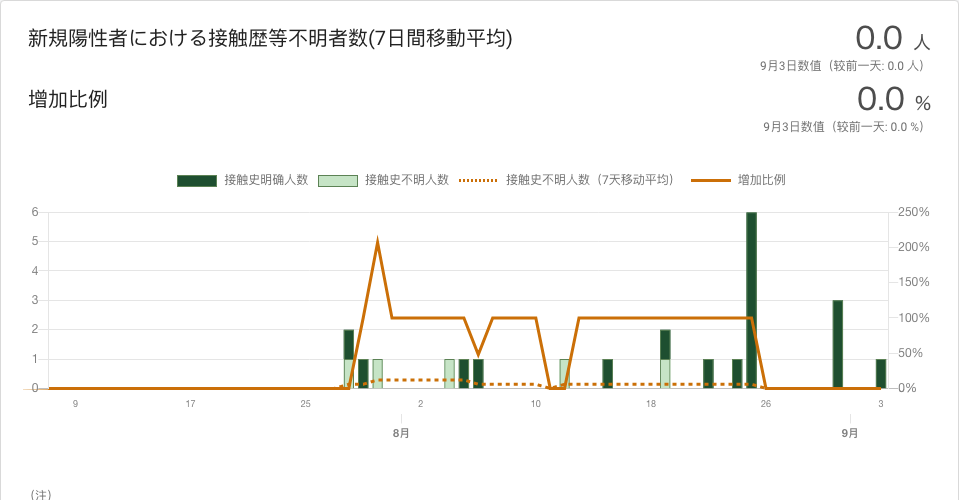 新規陽性者における接触歴等不明者数(7日間移動平均)
0.0 人
9月3日数值（较前一天: 0.0 人）
增加比例
0.0 %
9月3日数值（较前一天: 0.0 %）
接触史明确人数 接触史不明人数 接触史不明人数（7天移动平均） 增加比例
6 250%
5 200%
4 150%
3 100%
2 50%
1 0%
0
9 17 25 2 10 18 26 3
8月 9月
（注）